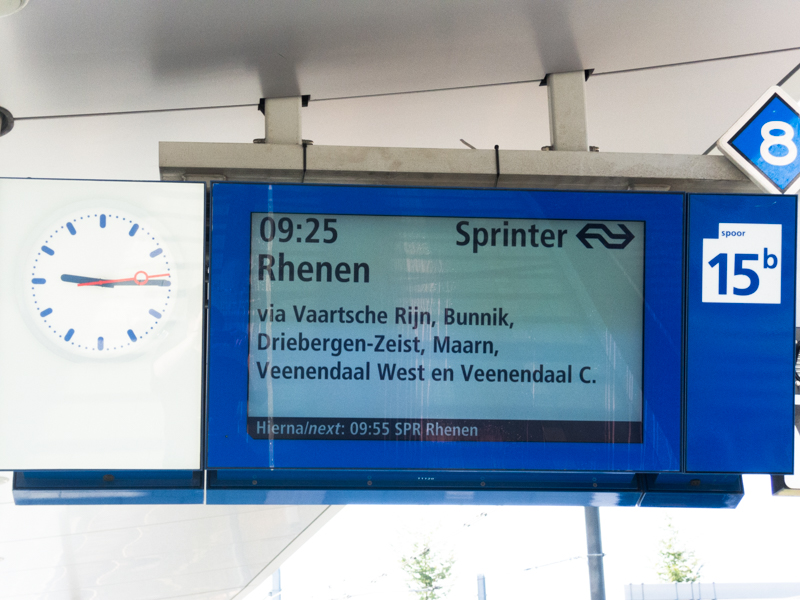 8
09:25 Sprinter
Rhenen
via Vaartsche Rijn, Bunnik,
Driebergen-Zeist, Maarn,
Veenendaal West en Veenendaal C.
Hierna/next: 09:55 SPR Rhenen
spoor
15b